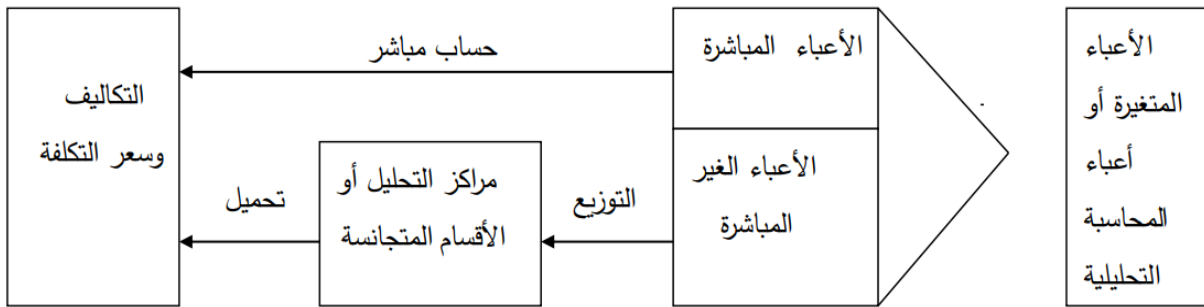 الأعباء
المتغيرة أو
أعباء
المحاسبة
التحليلية
الأعباء المباشرة
الأعباء الغير
المباشرة
حساب مباشر
التوزيع
مراكز التحليل أو
الأقسام المتجانسة
تحميل
التكاليف
وسعر التكلفة